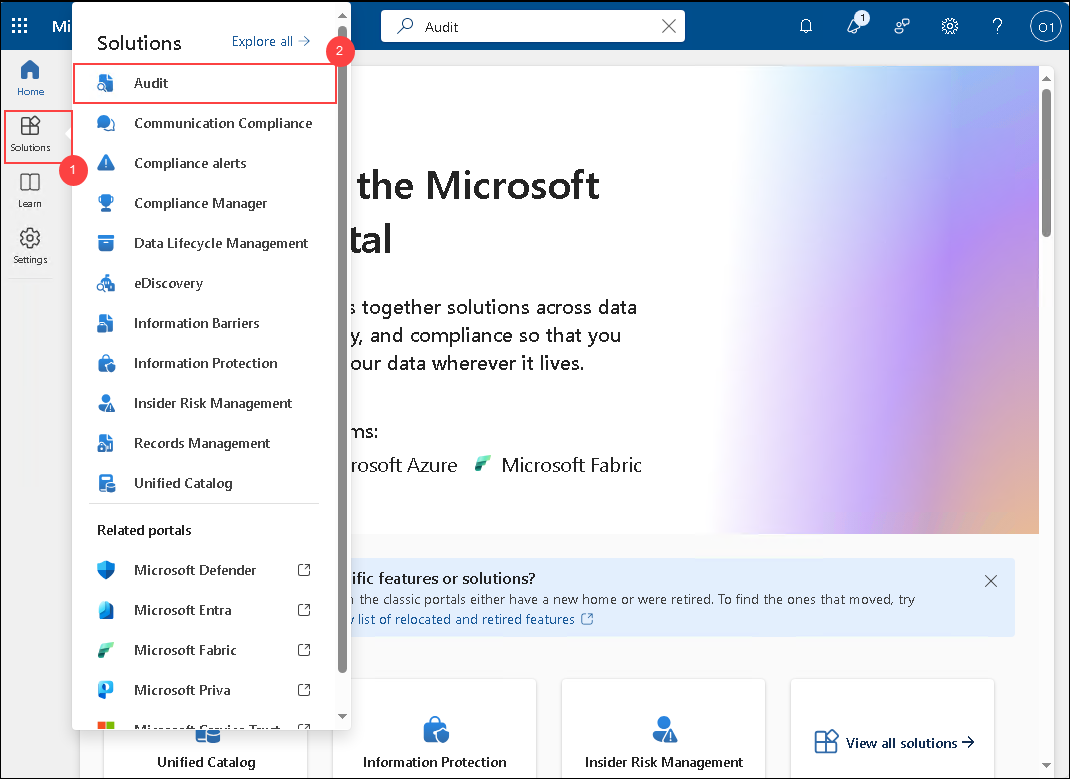 Mi
Audit
1
O1
Home
Solutions
1
Learn
Settings
Solutions
Explore all
2
Audit
Communication Compliance
Compliance alerts
Compliance Manager
Data Lifecycle Management
eDiscovery
Information Barriers
Information Protection
Insider Risk Management
Records Management
Unified Catalog
Related portals
Microsoft Defender
Microsoft Entra
Microsoft Fabric
Microsoft Priva
Microsoft Service Trust
the Microsoft
tal
s together solutions across data
y, and compliance so that you
our data wherever it lives.
ms:
rosoft Azure
Microsoft Fabric
ific features or solutions?
the classic portals either have a new home or were retired. To find the ones that moved, try
list of relocated and retired features
Unified Catalog
Information Protection
Insider Risk Management
View all solutions